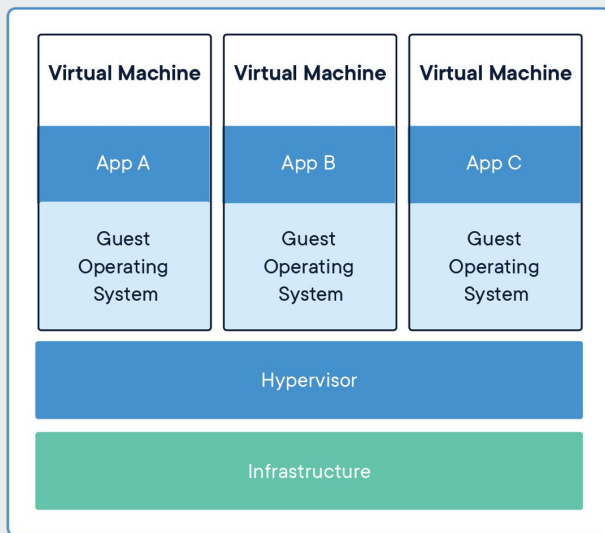 Virtual Machine
App A
Guest
Operating
System
Virtual Machine
App B
Guest
Operating
System
Virtual Machine
App C
Guest
Operating
System
Hypervisor
Infrastructure